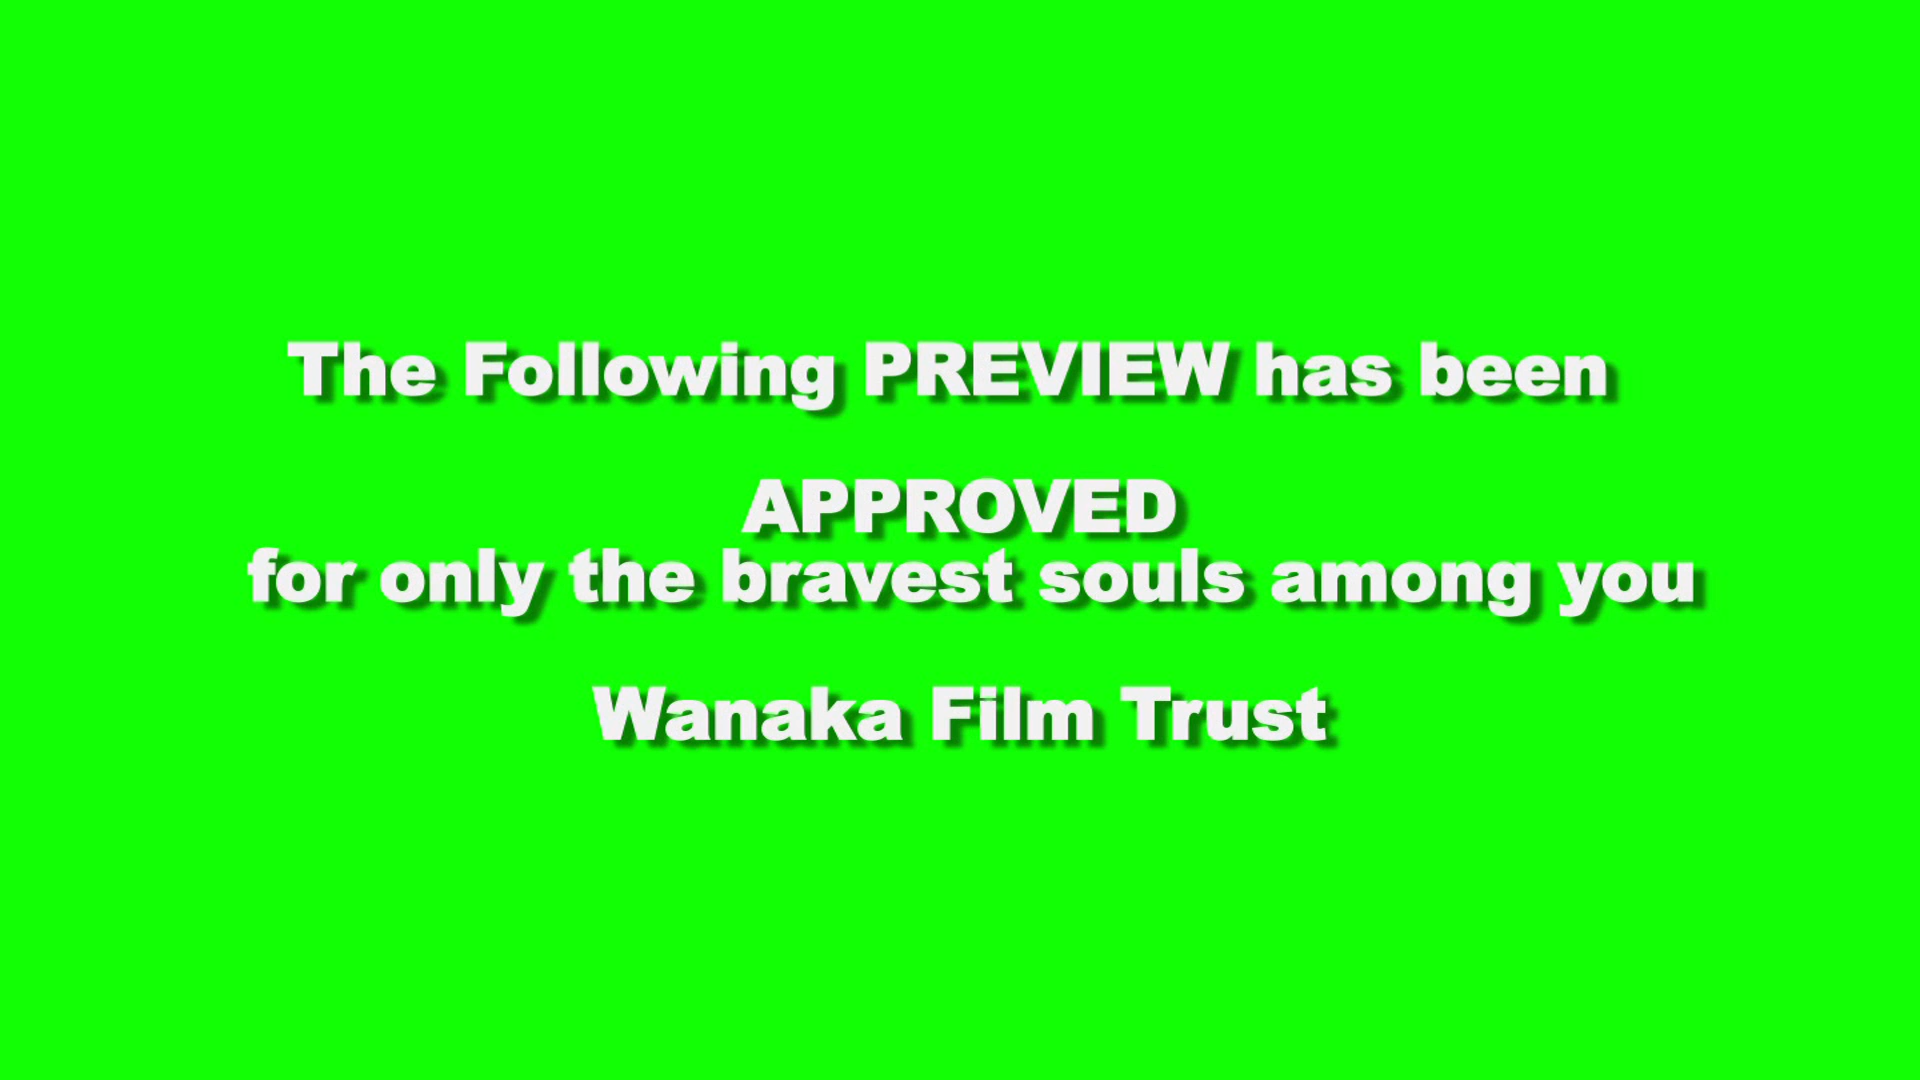 The Following PREVIEW has been
APPROVED
for only the bravest souls among you
Wanaka Film Trust